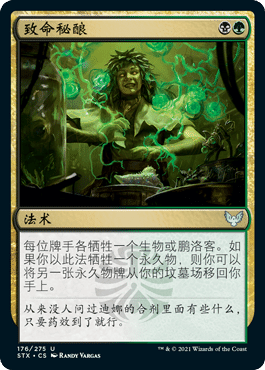 致命秘酿
法术
每位牌手各牺牲一个生物或鹏洛客。如
果你以此法牺牲一个永久物，则你可以
将另一张永久物牌从你的坟墓场移回你
手上。
从来没人问过迪娜的合剂里面有些什么，
只要药效到了就行。
176/275 U
STX • CS RANDY VARGAS
™ & © 2021 Wizards of the Coast